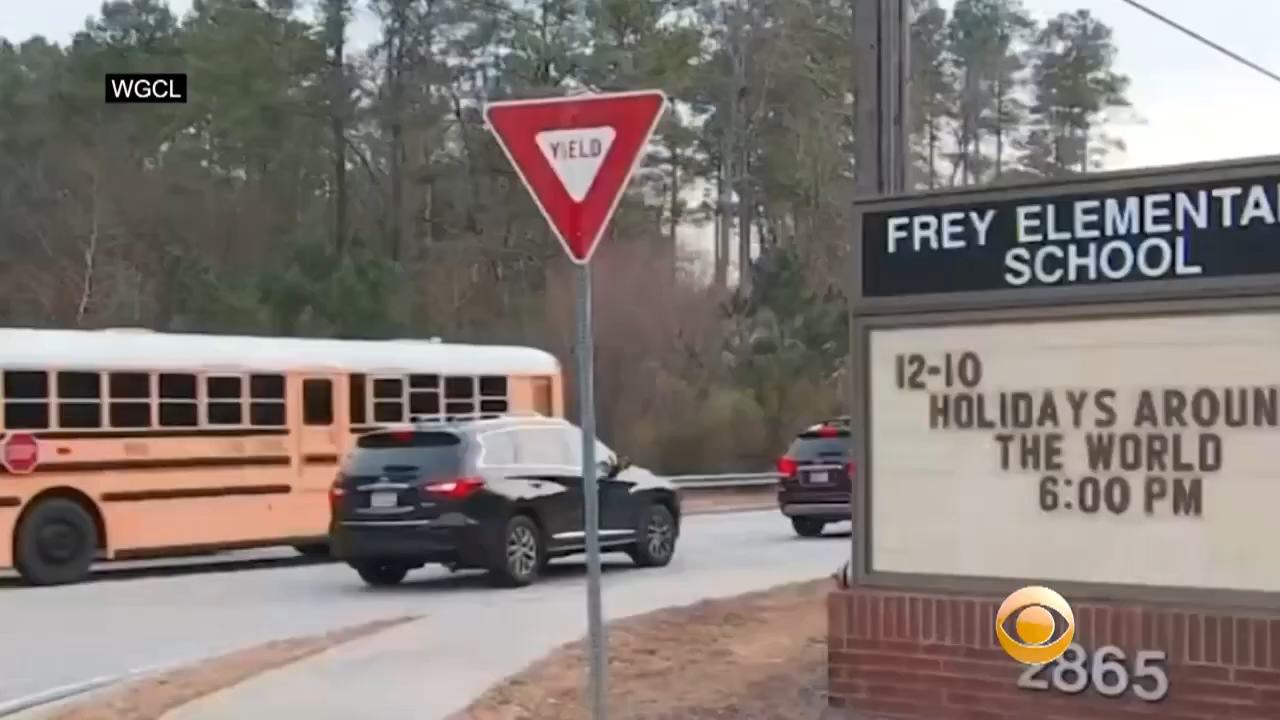 WGCL
YIELD
FREY ELEMENTA
SCHOOL
12-10
HOLIDAYS AROUN
THE WORLD
6:00 PM
2865